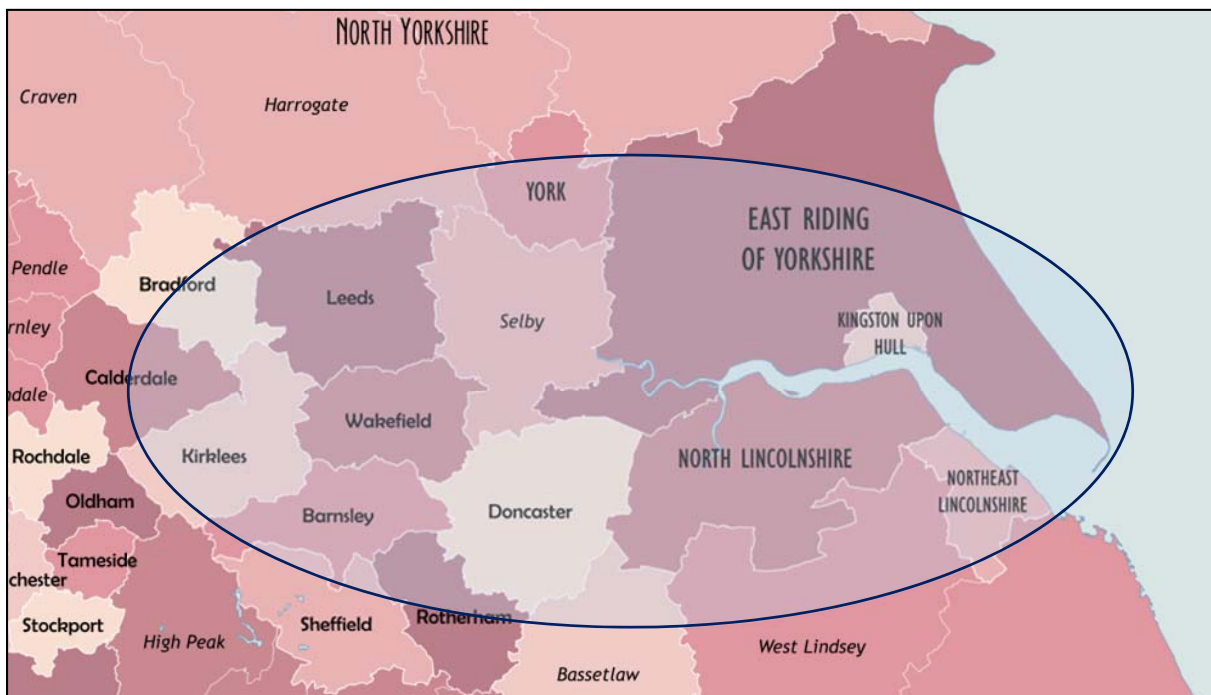 NORTH YORKSHIRE
Craven
Harrogate
YORK
EAST RIDING
OF YORKSHIRE
Pendle
Bradford
Leeds
Selby
KINGSTON UPON
HULL
rnley
Calderdale
ndale
Wakefield
Rochdale
Kirklees
NORTH LINCOLNSHIRE
NORTHEAST
LINCOLNSHIRE
Oldham
Barnsley
Doncaster
Tameside
chester
Stockport
High Peak
Sheffield
Rotherham
West Lindsey
Bassetlaw